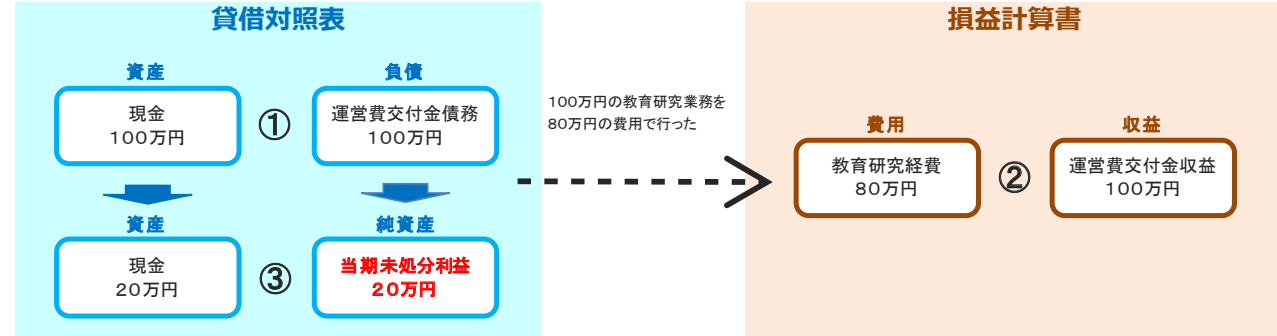 貸借対照表
資産
現金
100万円
①
負債
運営費交付金債務
100万円
資産
現金
20万円
③
純資産
当期未処分利益
20万円
100万円の教育研究業務を
80万円の費用で行った
損益計算書
費用
教育研究経費
80万円
②
収益
運営費交付金収益
100万円